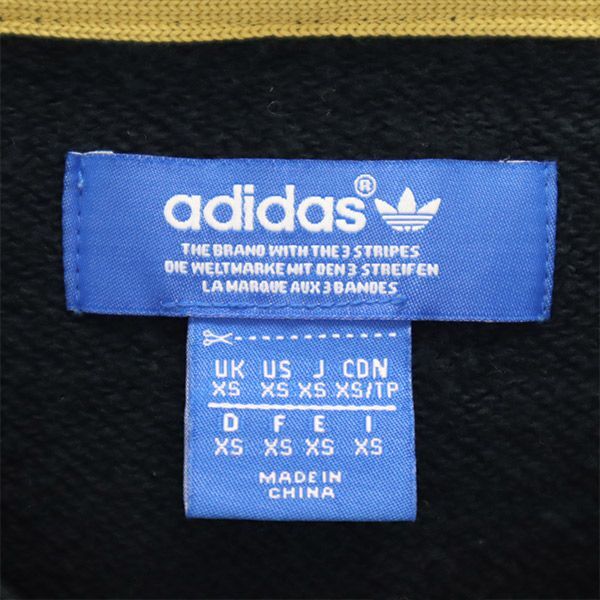 adidas®
THE BRAND WITH THE 3 STRIPES
DIE WELTMARKE MIT DEN 3 STREIFEN
LA MARQUE AUX 3 BANDES
UK US J CDN
XS XS XS XS/TP
D F E I
XS XS XS XS
MADE IN
CHINA